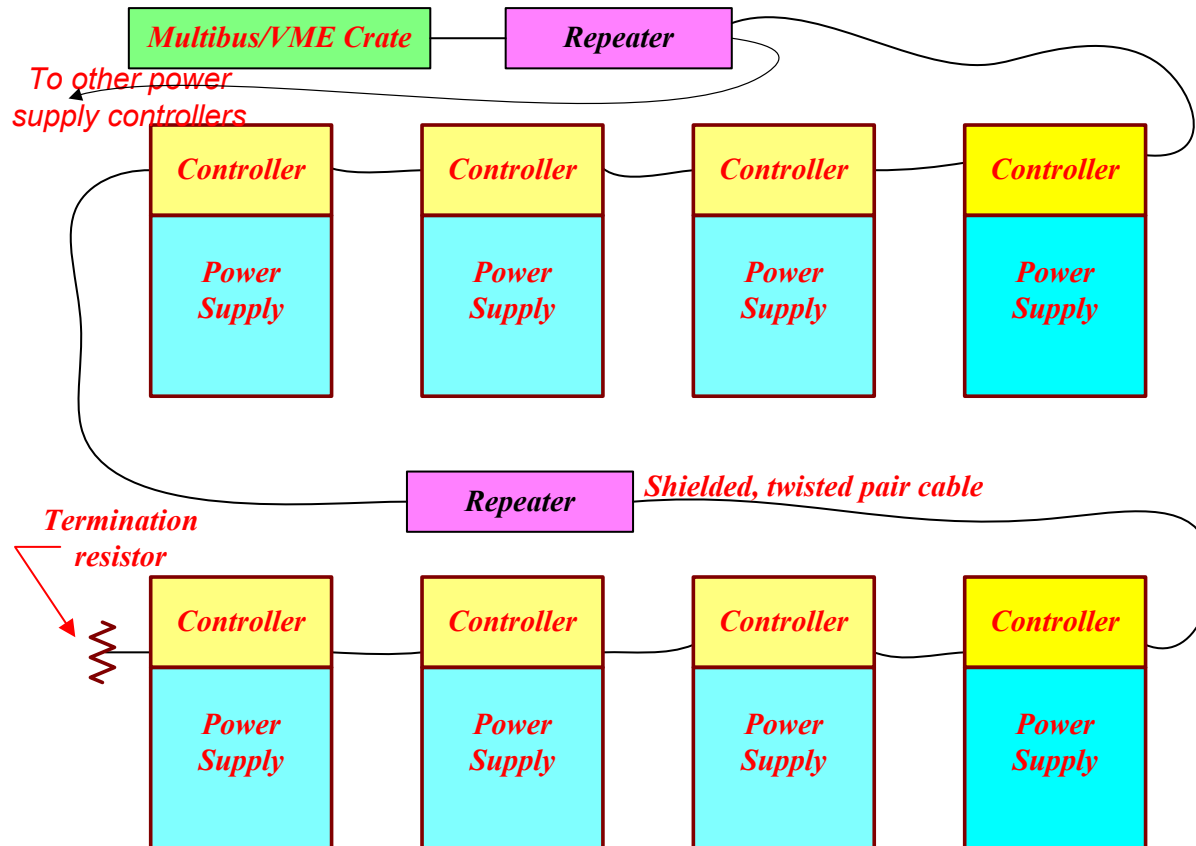 Multibus/VME Crate
Repeater
To other power
supply controllers
Controller
Controller
Controller
Controller
Power
Supply
Power
Supply
Power
Supply
Power
Supply
Repeater
Shielded, twisted pair cable
Termination
resistor
Controller
Controller
Controller
Controller
Power
Supply
Power
Supply
Power
Supply
Power
Supply